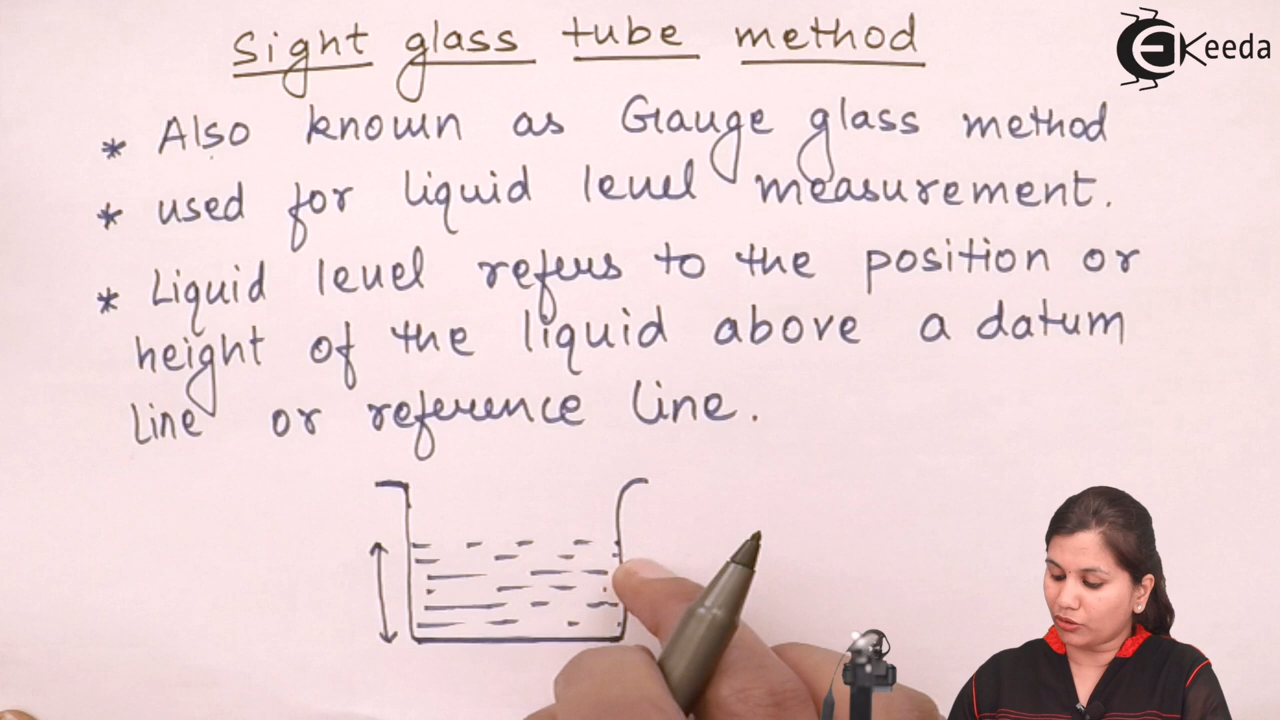 Sight glass tube method
Keeda
* Also known as Gauge glass method
* used for liquid level measurement.
* Liquid level refers to the position or
height of the liquid above a datum
line or reference line.